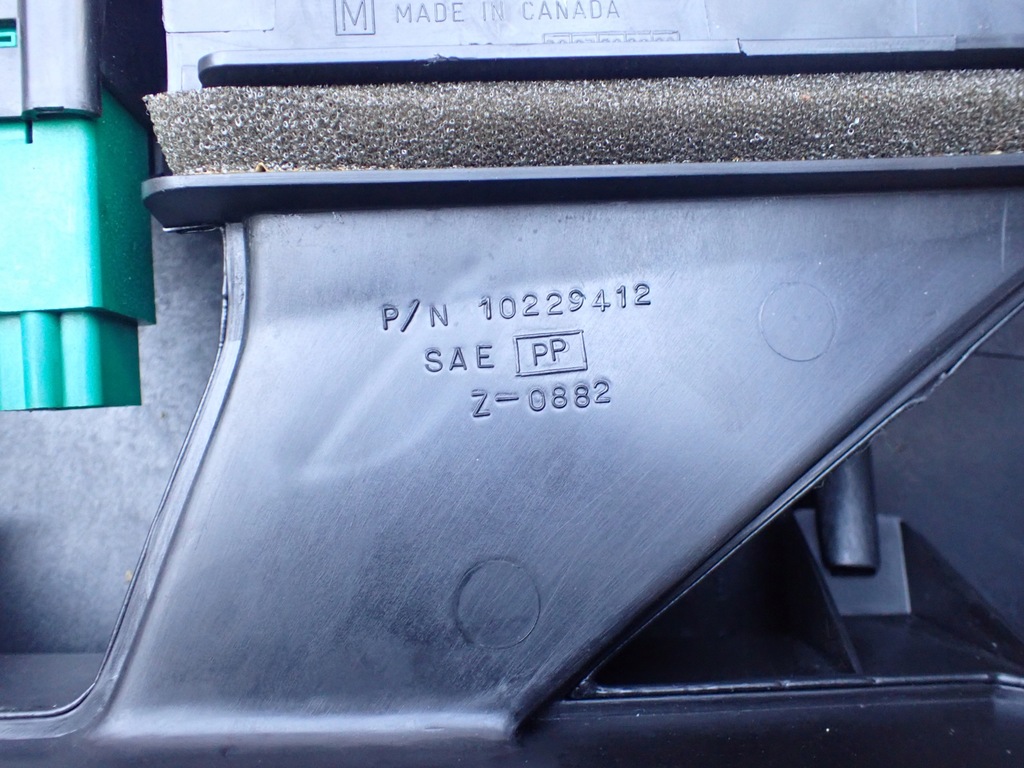 M MADE IN CANADA
P/N 10229412
SAE PP
Z-0882